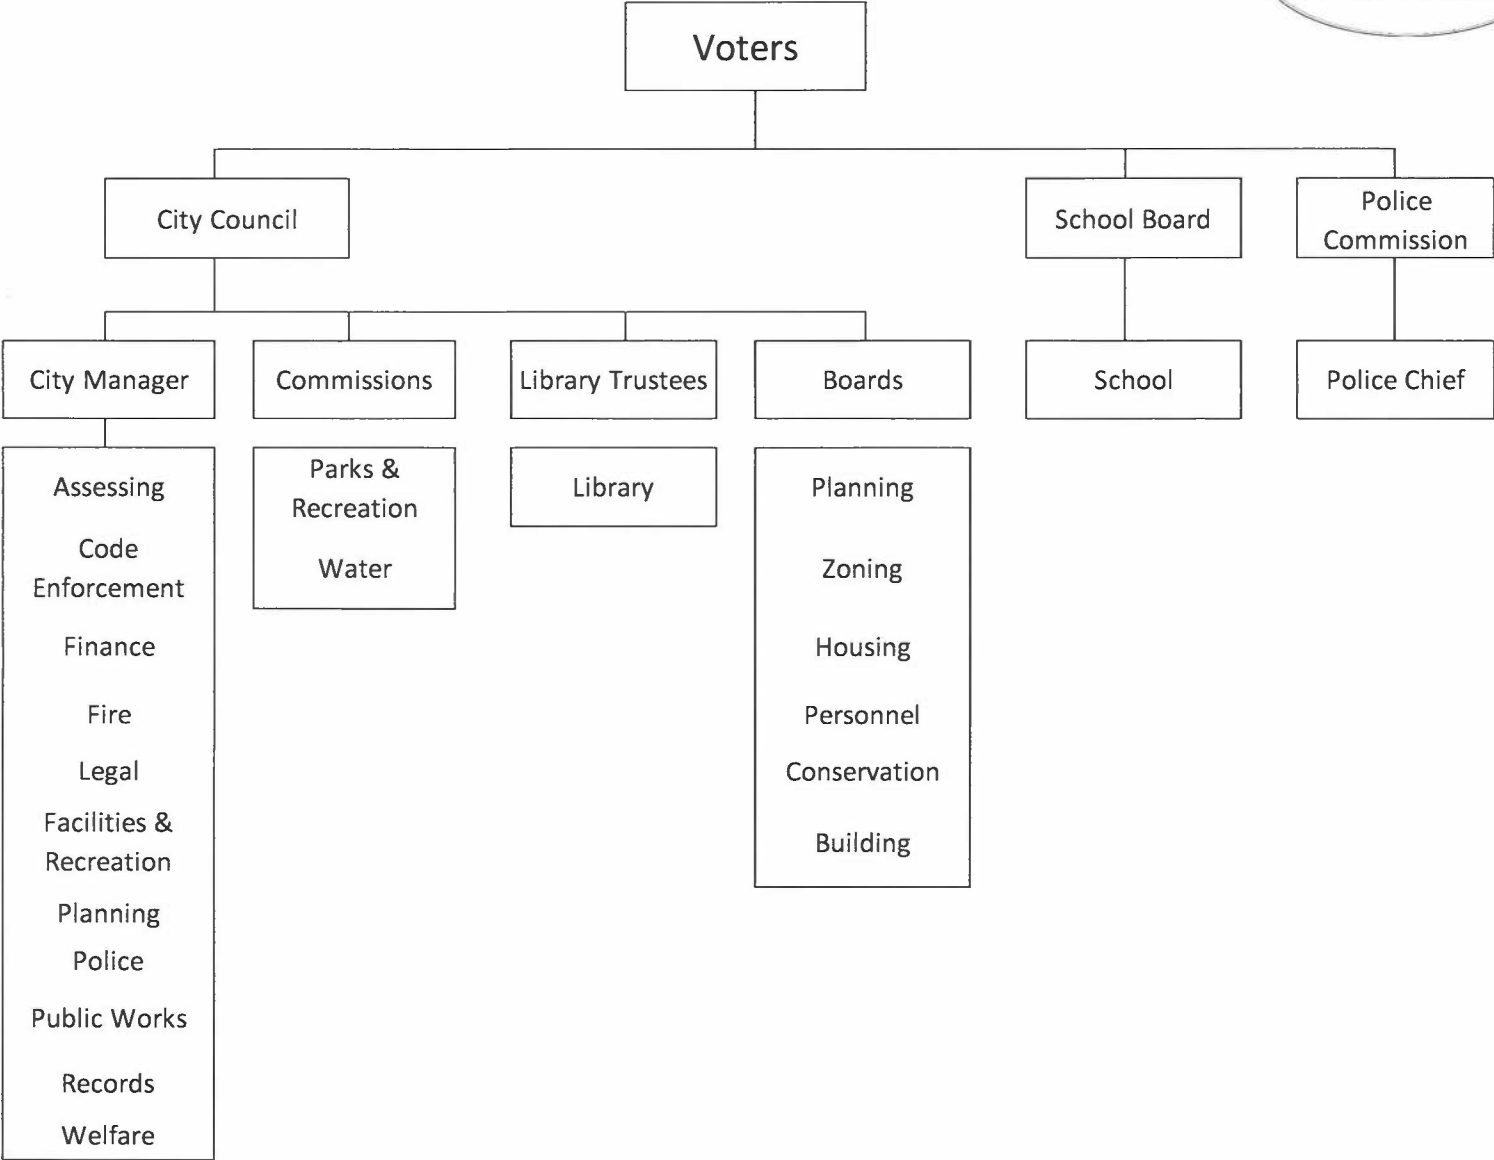 Voters
City Council
School Board
Police
Commission
City Manager
Commissions
Library Trustees
Boards
School
Police Chief
Assessing
Code
Enforcement
Finance
Fire
Legal
Facilities &
Recreation
Planning
Police
Public Works
Records
Welfare
Parks &
Recreation
Water
Library
Planning
Zoning
Housing
Personnel
Conservation
Building